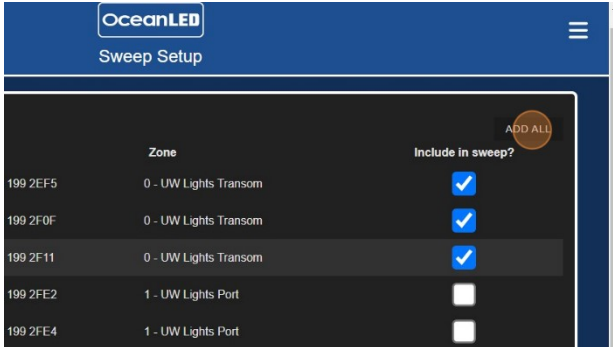 OceanLED
Sweep Setup
ADD ALL
Zone Include in sweep?
199 2EF5 0 - UW Lights Transom
199 2F0F 0 - UW Lights Transom
199 2F11 0 - UW Lights Transom
199 2FE2 1 - UW Lights Port
199 2FE4 1 - UW Lights Port